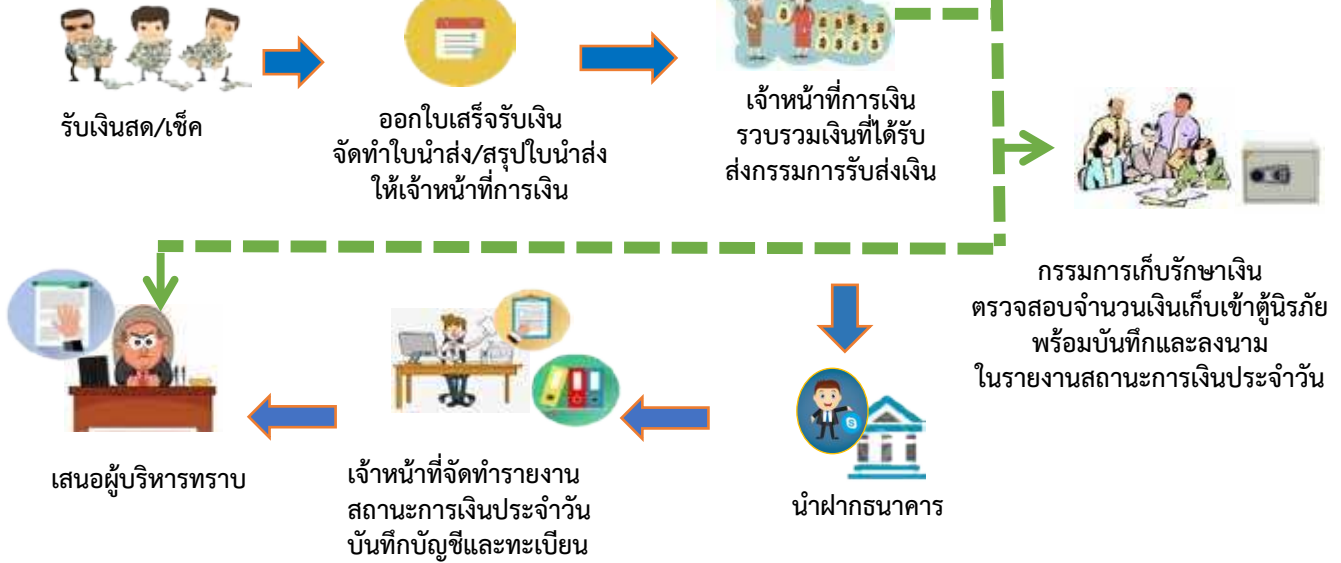 รับเงินสด/เช็ค
ออกใบเสร็จรับเงิน
จัดทำใบนำส่ง/สรุปใบนำส่ง
ให้เจ้าหน้าที่การเงิน
เจ้าหน้าที่การเงิน
รวบรวมเงินที่ได้รับ
ส่งกรรมการรับส่งเงิน
กรรมการเก็บรักษาเงิน
ตรวจสอบจำนวนเงินเก็บเข้าตู้นิรภัย
พร้อมบันทึกและลงนาม
ในรายงานสถานะการเงินประจำวัน
นำฝากธนาคาร
เจ้าหน้าที่จัดทำรายงาน
สถานะการเงินประจำวัน
บันทึกบัญชีและทะเบียน
เสนอผู้บริหารทราบ